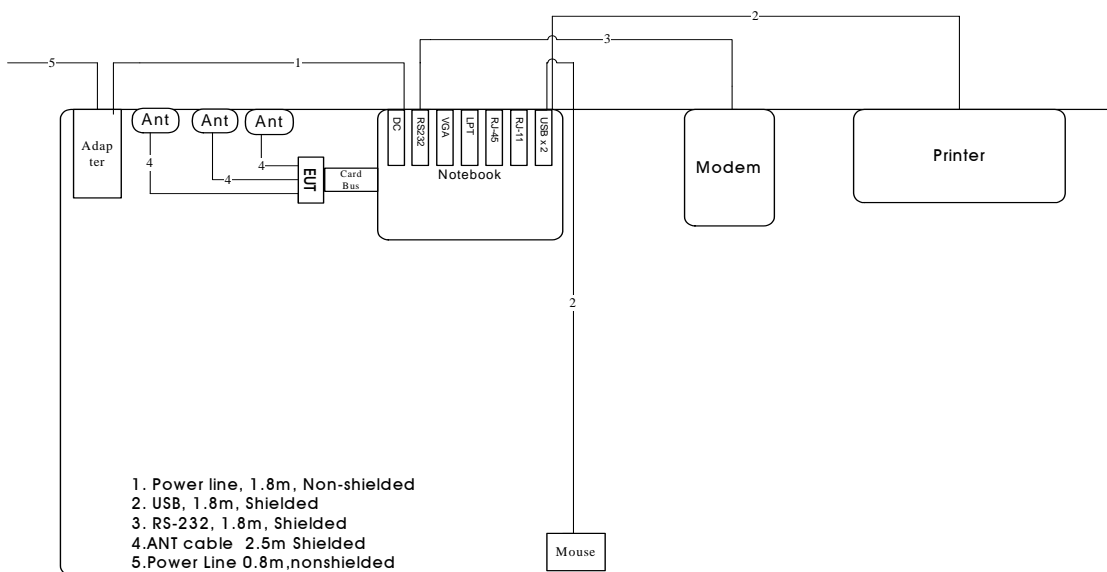 2
3
5
1
Ant
Ant
Ant
DC
RS232
VGA
LPT
RJ-45
RJ-11
USB x 2
Adap
ter
4
4
4
EUT
Card
Bus
Notebook
Modem
Printer
2
1. Power line, 1.8m, Non-shielded
2. USB, 1.8m, Shielded
3. RS-232, 1.8m, Shielded
4.ANT cable 2.5m Shielded
5.Power Line 0.8m,nonshielded
Mouse